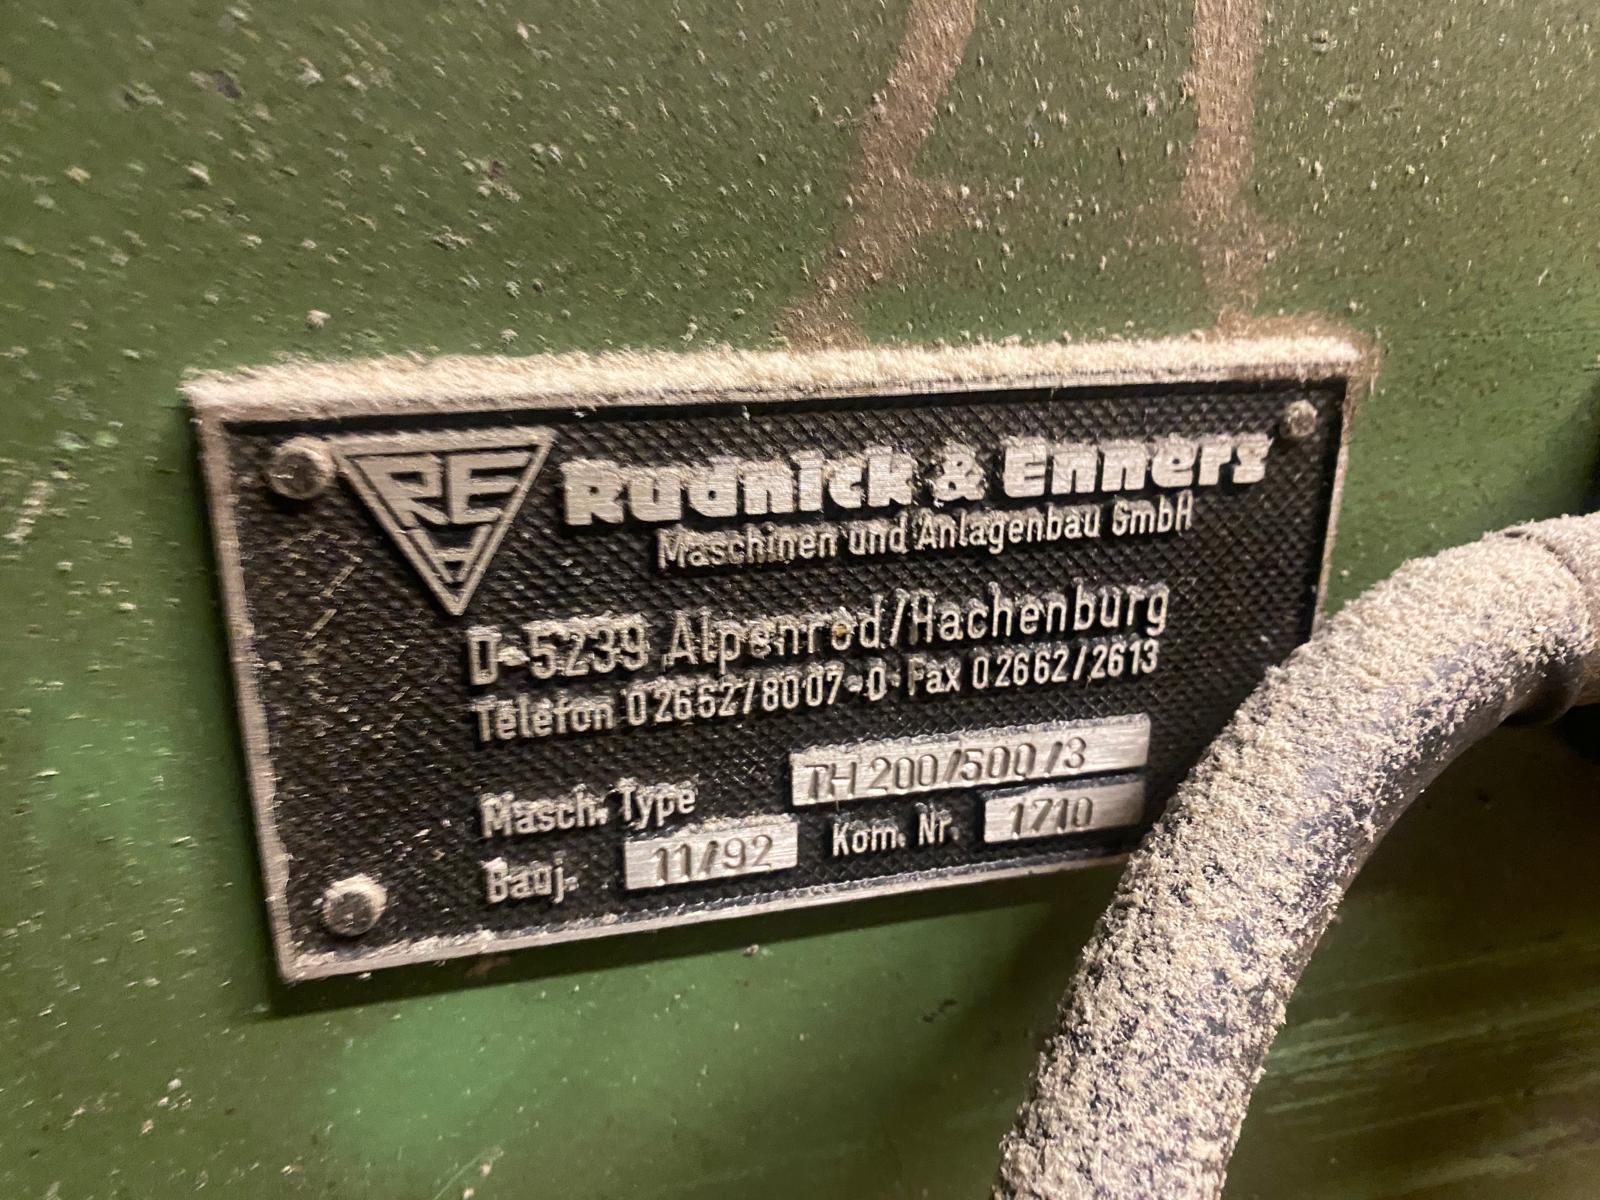 REA
Rudnick & Enners
Maschinen und Anlagenbau GmbH
D-5239 Alpenrod/Hachenburg
Telefon 02662/8007-0 · Fax 02662/2613
Masch. Type TH 200/500/3
Bauj. 11/92 Kom. Nr. 1710